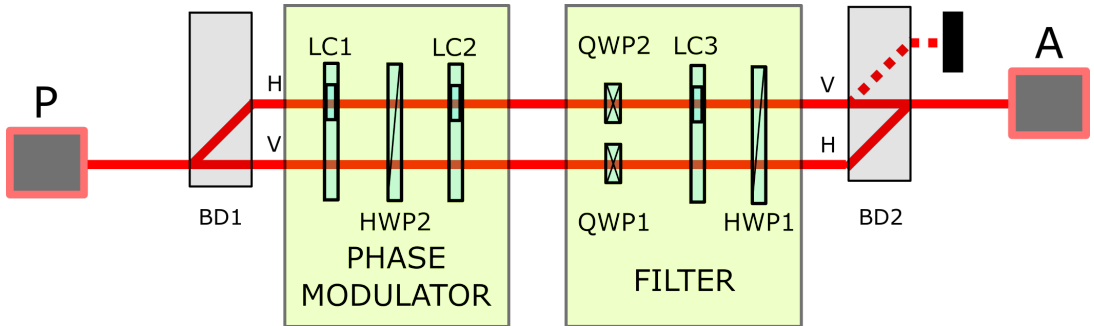 P
BD1
H
V
LC1
HWP2
LC2
PHASE
MODULATOR
QWP2
QWP1
LC3
HWP1
FILTER
V
H
BD2
A